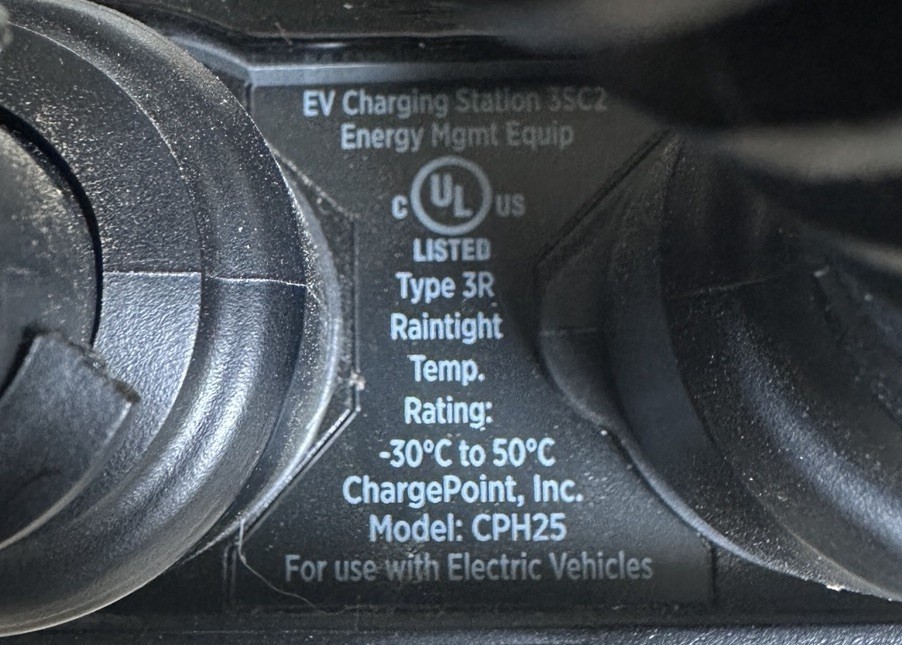 EV Charging Station 3SC2
Energy Mgmt Equip
C UL US
LISTED
Type 3R
Raintight
Temp.
Rating:
-30°C to 50°C
ChargePoint, Inc.
Model: CPH25
For use with Electric Vehicles